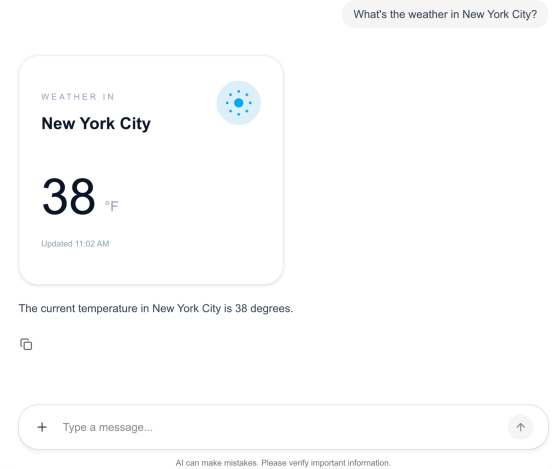 What's the weather in New York City?
WEATHER IN
New York City
38 °F
Updated 11:02 AM
The current temperature in New York City is 38 degrees.
Type a message...
AI can make mistakes. Please verify important information.